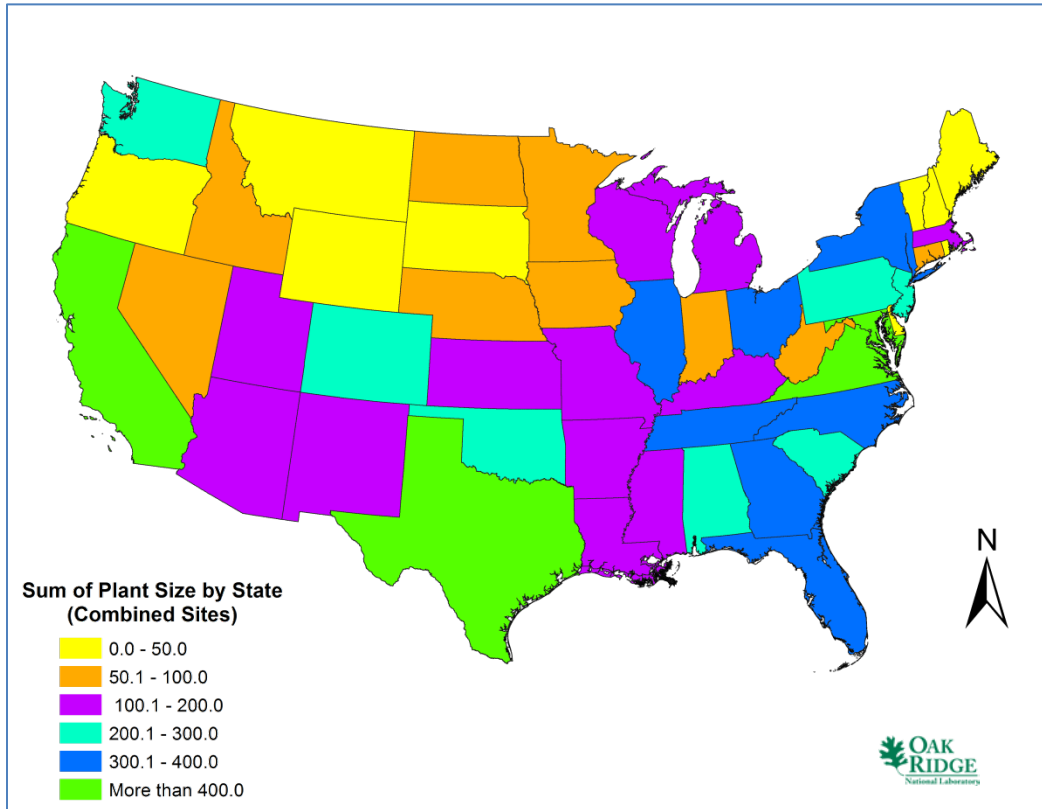 N
Sum of Plant Size by State
(Combined Sites)
0.0 - 50.0
50.1 - 100.0
100.1 - 200.0
200.1 - 300.0
300.1 - 400.0
More than 400.0
OAK
RIDGE
National Laboratory